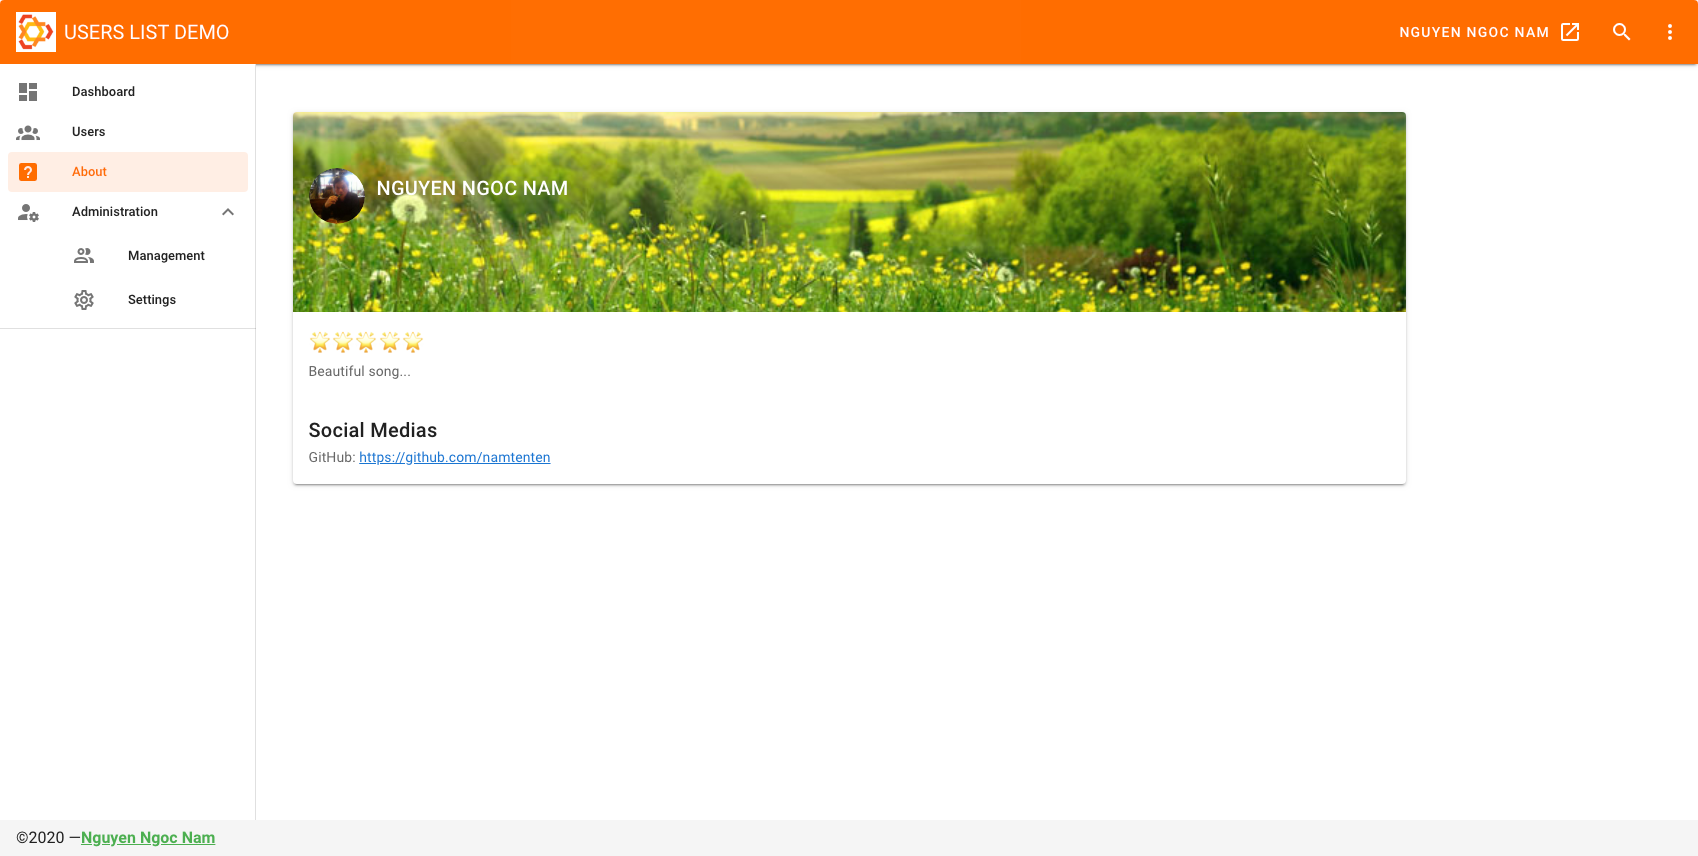 USERS LIST DEMO
NGUYEN NGOC NAM
Dashboard
Users
About
Administration
Management
Settings
NGUYEN NGOC NAM
🌟🌟🌟🌟🌟
Beautiful song...
Social Medias
GitHub: https://github.com/namtenten
©2020 —Nguyen Ngoc Nam